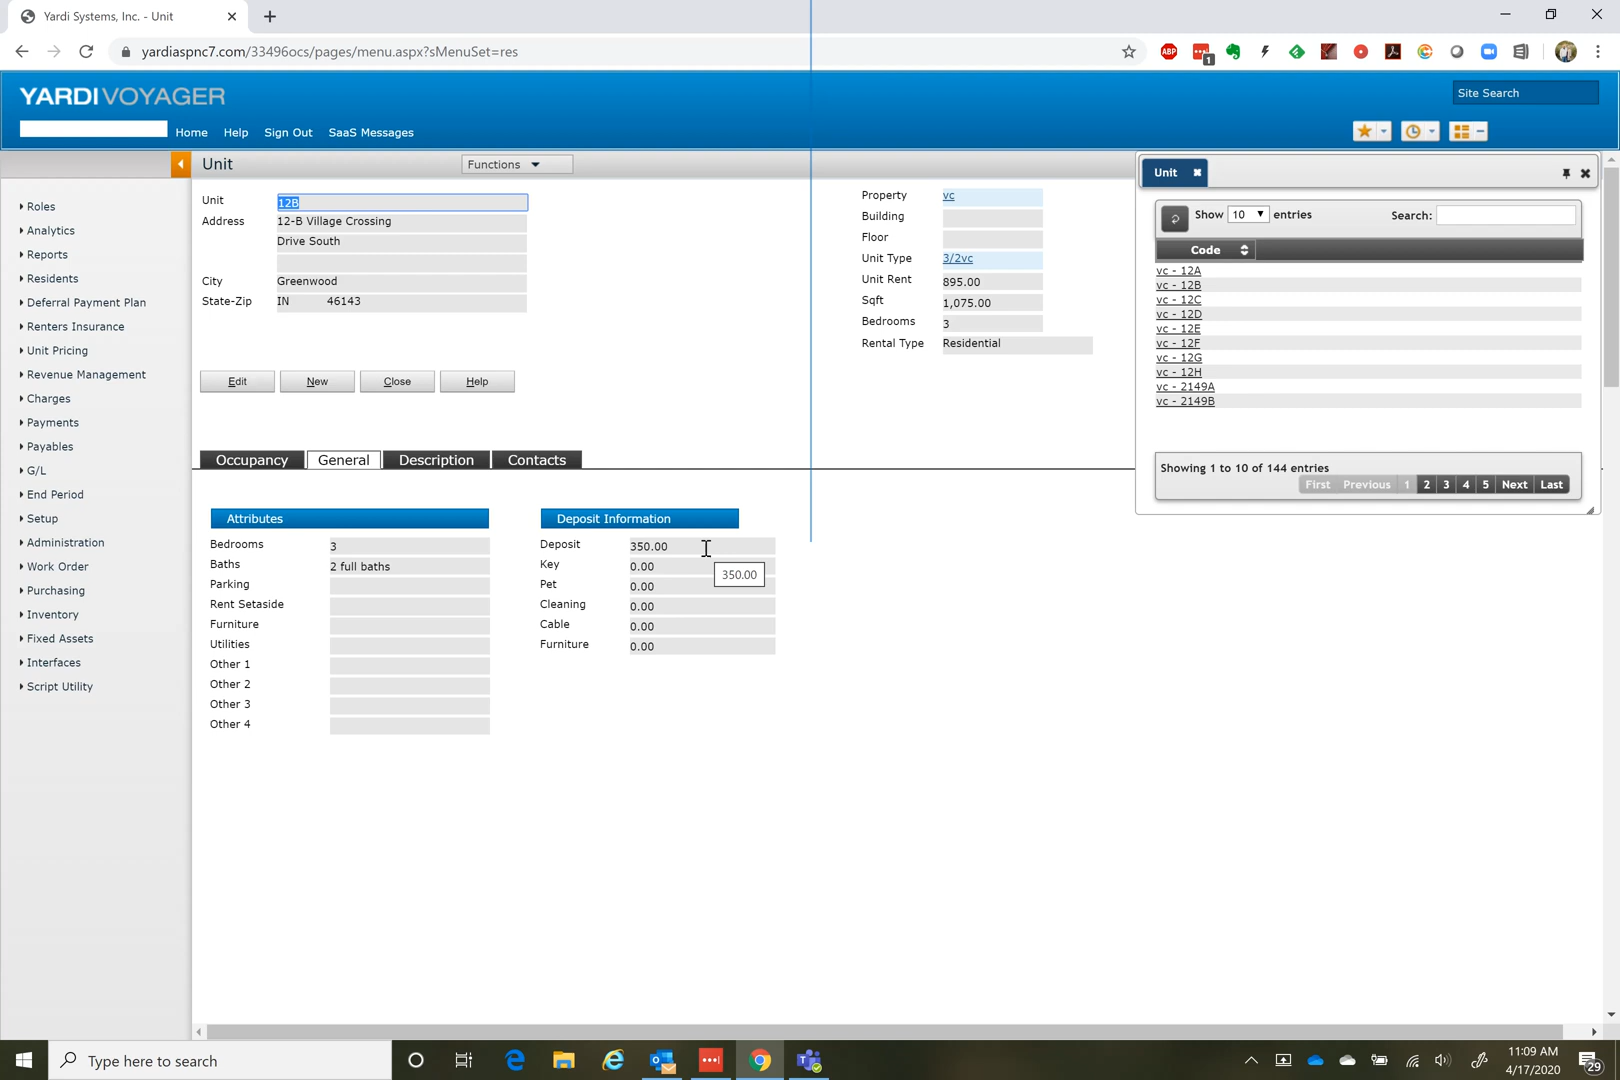 Yardi Systems, Inc. - Unit
yardiaspnc7.com/33496ocs/pages/menu.aspx?sMenuSet=res
ABP
1
YARDI VOYAGER
Site Search
Home Help Sign Out SaaS Messages
Unit
Functions
Roles
Analytics
Reports
Residents
Deferral Payment Plan
Renters Insurance
Unit Pricing
Revenue Management
Charges
Payments
Payables
G/L
End Period
Setup
Administration
Work Order
Purchasing
Inventory
Fixed Assets
Interfaces
Script Utility
Unit 12B
Address 12-B Village Crossing
Drive South
City Greenwood
State-Zip IN 46143
Property vc
Building
Floor
Unit Type 3/2vc
Unit Rent 895.00
Sqft 1,075.00
Bedrooms 3
Rental Type Residential
Edit New Close Help
Occupancy General Description Contacts
Attributes
Bedrooms 3
Baths 2 full baths
Parking
Rent Setaside
Furniture
Utilities
Other 1
Other 2
Other 3
Other 4
Deposit Information
Deposit 350.00
Key 0.00
350.00
Pet 0.00
Cleaning 0.00
Cable 0.00
Furniture 0.00
Unit
Show 10 entries Search:
Code
vc - 12A
vc - 12B
vc - 12C
vc - 12D
vc - 12E
vc - 12F
vc - 12G
vc - 12H
vc - 2149A
vc - 2149B
Showing 1 to 10 of 144 entries
First Previous 1 2 3 4 5 Next Last
Type here to search
11:09 AM
4/17/2020
29